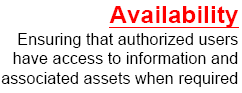 Availability
Ensuring that authorized users
have access to information and
associated assets when required